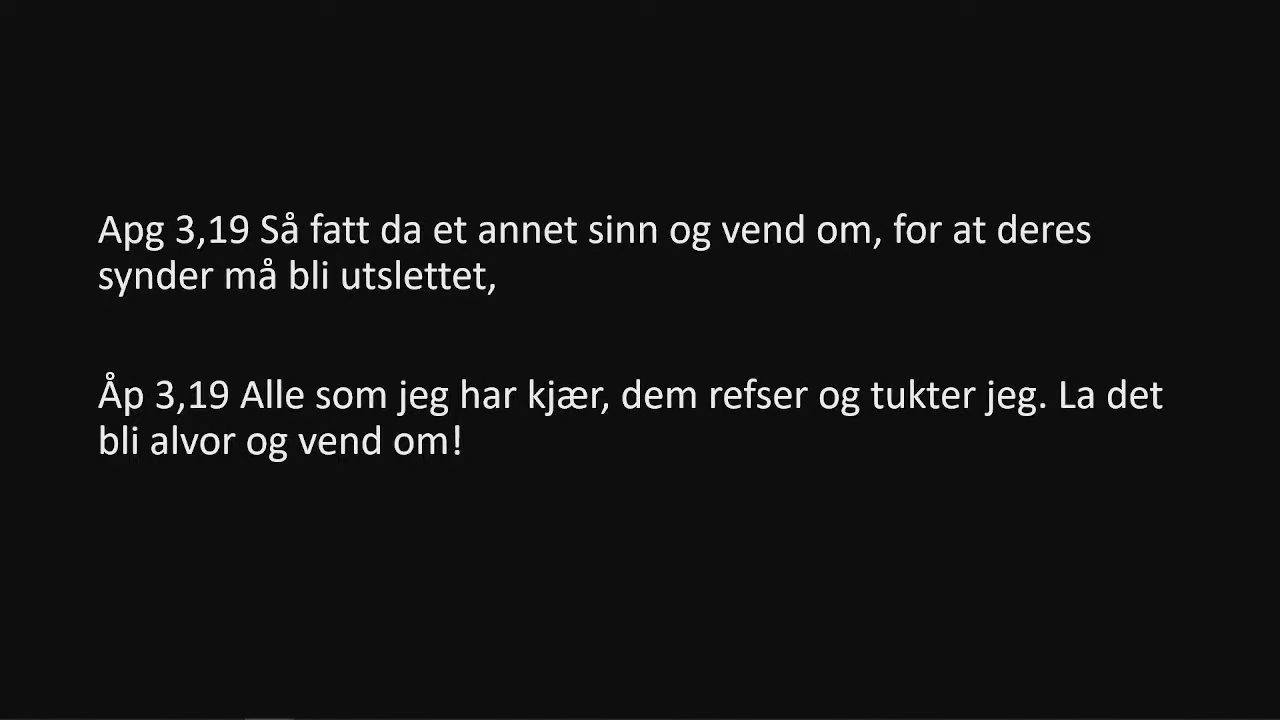 Apg 3,19 Så fatt da et annet sinn og vend om, for at deres
synder må bli utslettet,
Åp 3,19 Alle som jeg har kjær, dem refser og tukter jeg. La det
bli alvor og vend om!